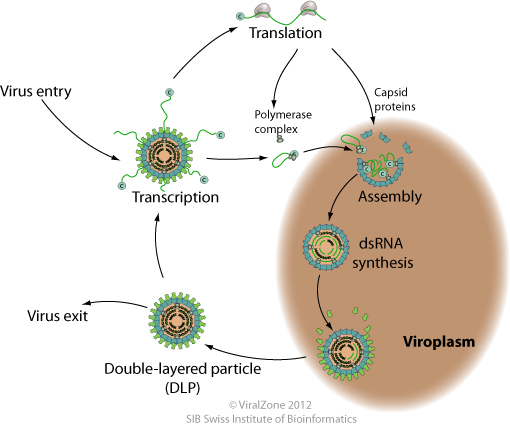 C
Translation
Virus entry
Polymerase
complex
Capsid
proteins
C
C
C
C
C
C
C
C
Transcription
Assembly
dsRNA
synthesis
Virus exit
Viroplasm
Double-layered particle
(DLP)
© ViralZone 2012
SIB Swiss Institute of Bioinformatics